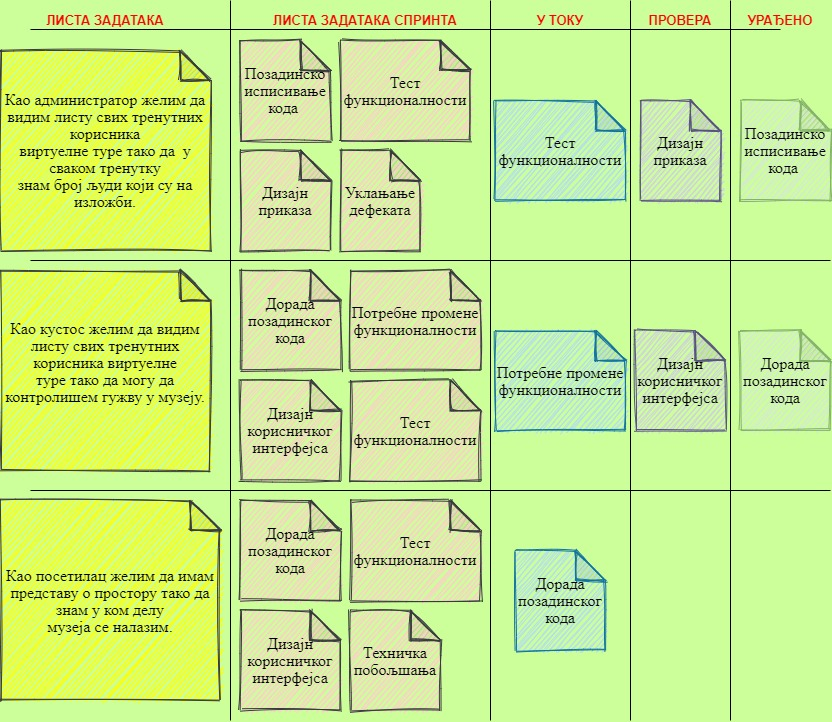 ЛИСТА ЗАДАТАКА
ЛИСТА ЗАДАТАКА СПРИНТА
У ТОКУ
ПРОВЕРА
УРАЂЕНО
Као администратор желим да
видим листу свих тренутних
корисника
виртуелне туре тако да у
сваком тренутку
знам број људи који су на
изложби.
Позадинско
исписивање
кода
Тест
функционалности
Дизајн
приказа
Уклањање
дефеката
Тест
функционалности
Дизајн
приказа
Позадинско
исписивање
кода
Као кустос желим да видим
листу свих тренутних
корисника виртуелне
туре тако да могу да
контролишем гужву у музеју.
Дорада
позадинског
кода
Потребне промене
функционалности
Дизајн
корисничког
интерфејса
Тест
функционалности
Потребне промене
функционалности
Дизајн
корисничког
интерфејса
Дорада
позадинског
кода
Као посетилац желим да имам
представу о простору тако да
знам у ком делу
музеја се налазим.
Дорада
позадинског
кода
Тест
функционалности
Дизајн
корисничког
интерфејса
Техничка
побољшања
Дорада
позадинског
кода